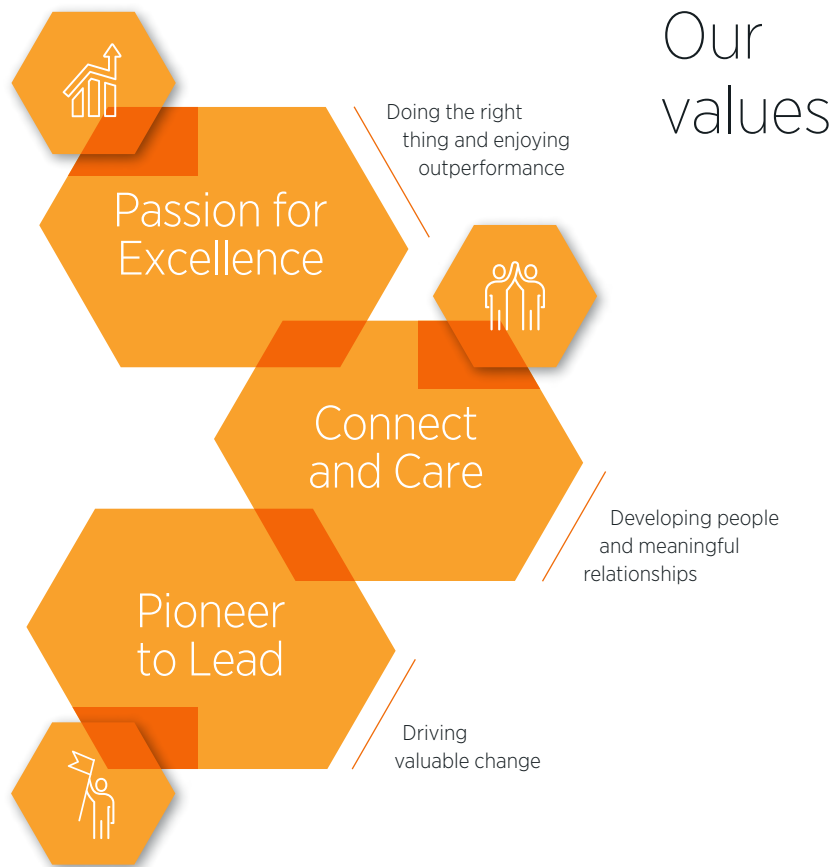 Our
values
Doing the right
thing and enjoying
outperformance
Passion for
Excellence
Connect
and Care
Developing people
and meaningful
relationships
Pioneer
to Lead
Driving
valuable change